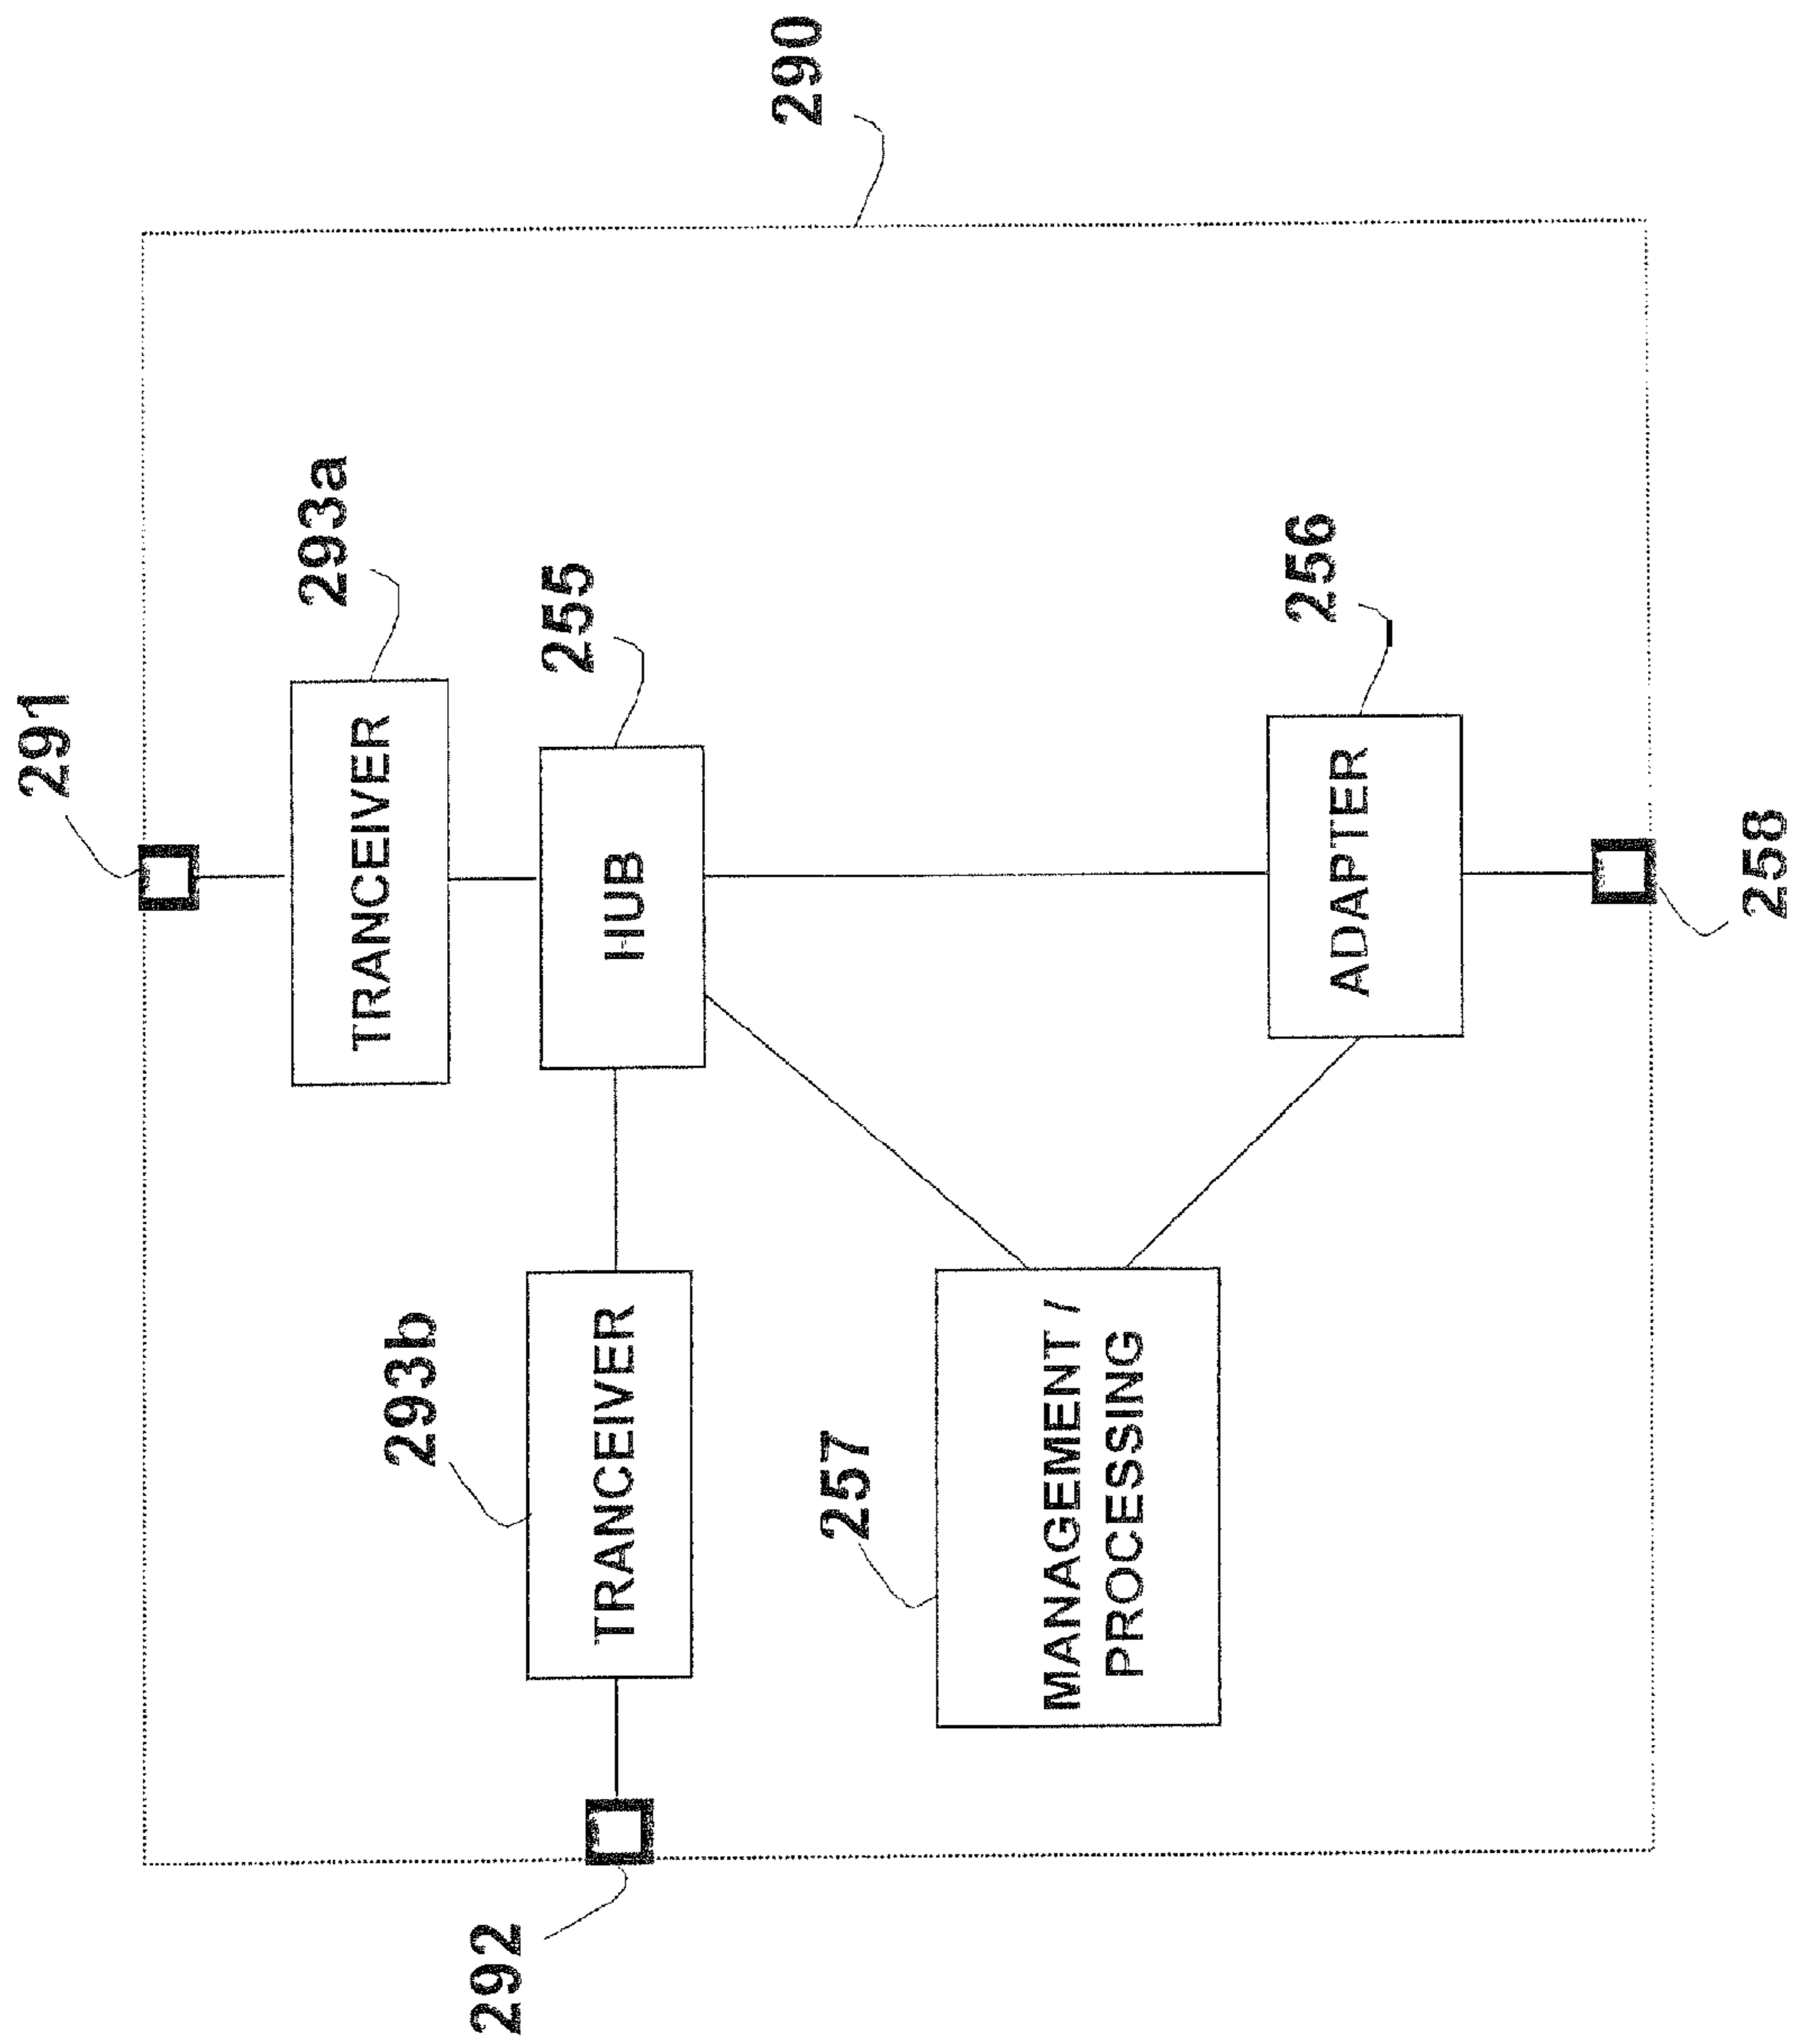 290
291
293a
TRANCEIVER
255
HUB
256
ADAPTER
258
293b
TRANCEIVER
257
MANAGEMENT /
PROCESSING
292